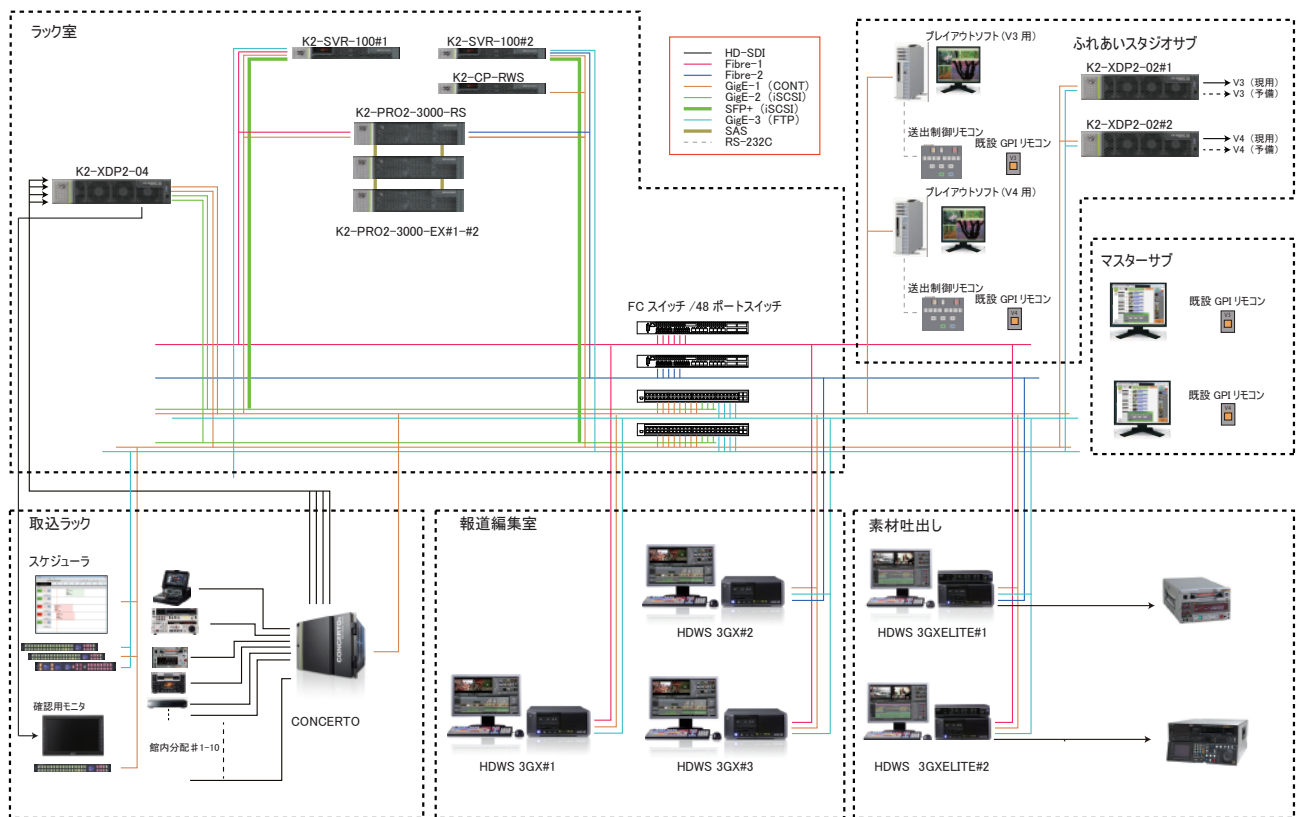 ラック室
K2-SVR-100#1
K2-SVR-100#2
K2-CP-RWS
K2-PRO2-3000-RS
K2-XDP2-04
K2-PRO2-3000-EX#1-#2
FC スイッチ /48 ポートスイッチ
HD-SDI
Fibre-1
Fibre-2
GigE-1 (CONT)
GigE-2 (iSCSI)
SFP+ (iSCSI)
GigE-3 (FTP)
SAS
RS-232C
プレイアウトソフト(V3 用)
ふれあいスタジオサブ
K2-XDP2-02#1
V3 (現用)
V3 (予備)
K2-XDP2-02#2
V4 (現用)
V4 (予備)
送出制御リモコン
既設 GPI リモコン
V3
プレイアウトソフト(V4 用)
送出制御リモコン
既設 GPI リモコン
V4
マスターサブ
既設 GPI リモコン
V3
既設 GPI リモコン
V4
取込ラック
スケジューラ
確認用モニタ
館内分配#1-10
CONCERTO
CONCERTO
報道編集室
HDWS 3GX#2
HDWS 3GX#1
HDWS 3GX#3
素材吐出し
HDWS 3GXELITE#1
HDWS 3GXELITE#2